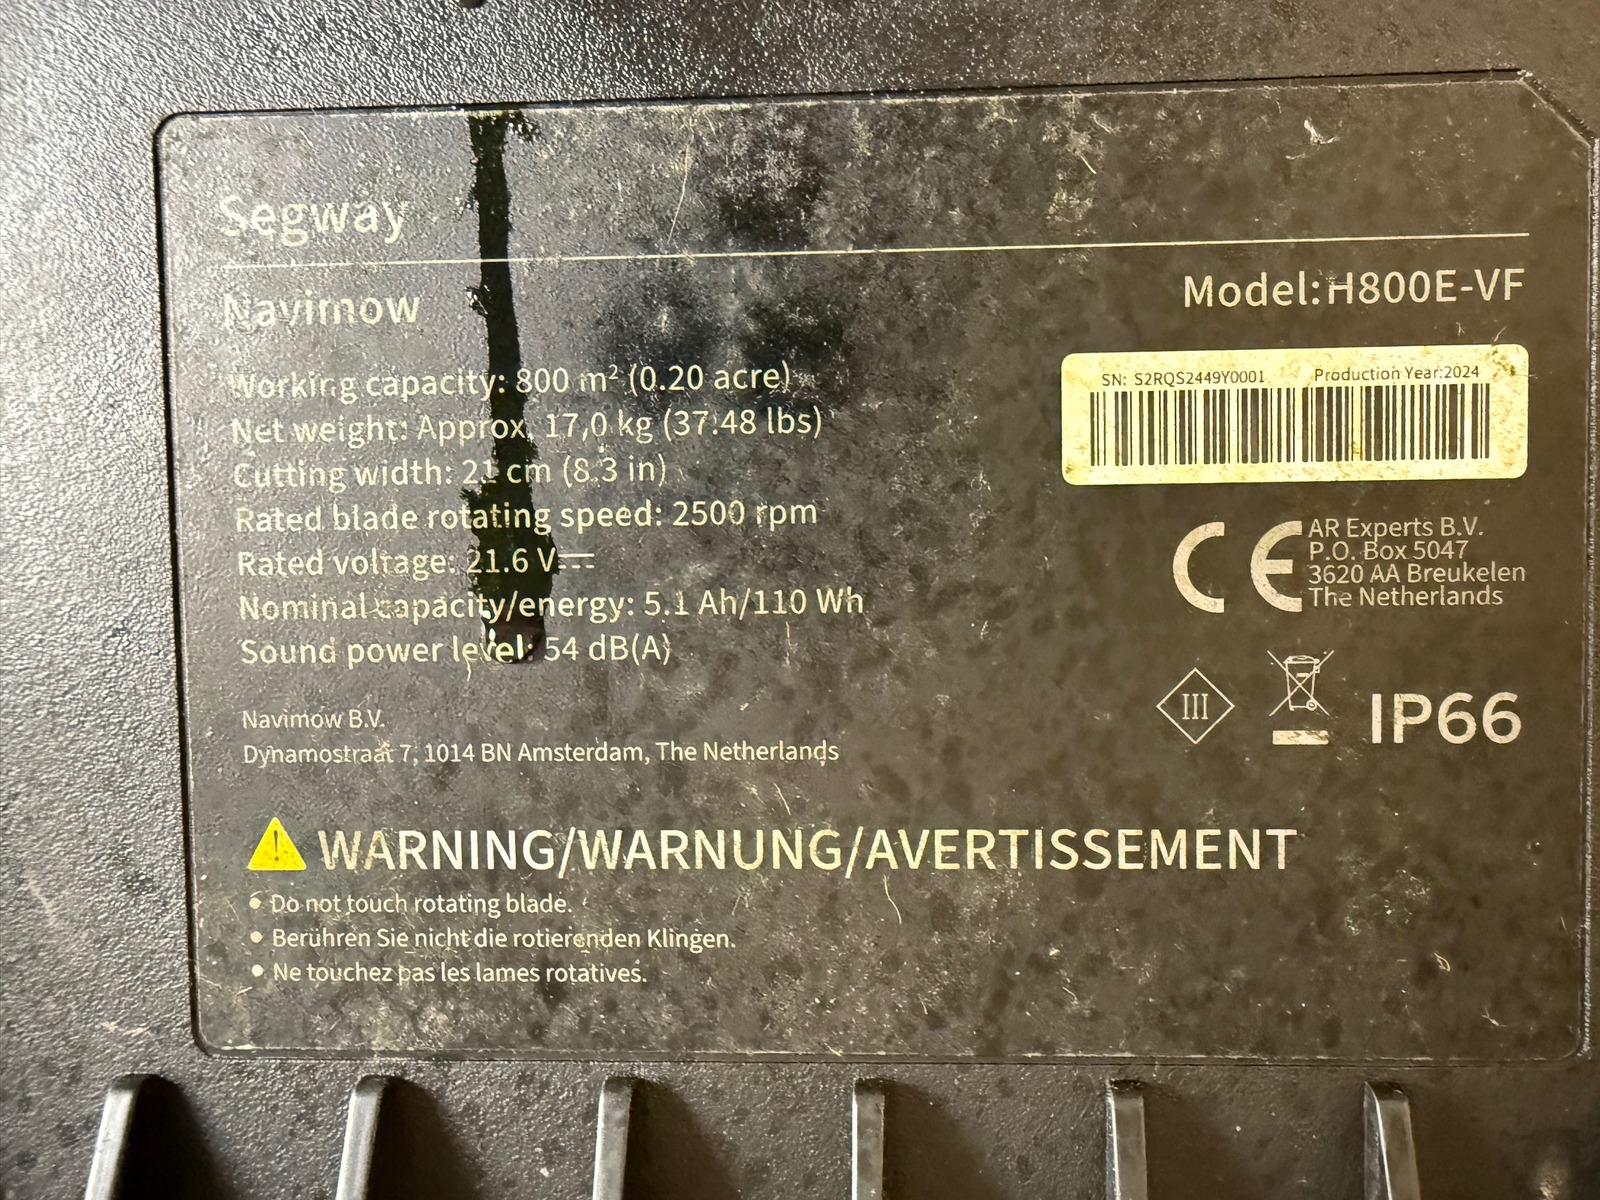 Segway
Navimow
Model:H800E-VF
Working capacity: 800 m² (0.20 acre)
Net weight: Approx. 17,0 kg (37.48 lbs)
Cutting width: 21 cm (8.3 in)
Rated blade rotating speed: 2500 rpm
Rated voltage: 21.6 V⎓
Nominal capacity/energy: 5.1 Ah/110 Wh
Sound power level: 54 dB(A)
Navimow B.V.
Dynamostraat 7, 1014 BN Amsterdam, The Netherlands
SN: S2RQS2449Y0001 Production Year:2024
CE
AR Experts B.V.
P.O. Box 5047
3620 AA Breukelen
The Netherlands
III
IP66
WARNING/WARNUNG/AVERTISSEMENT
• Do not touch rotating blade.
• Berühren Sie nicht die rotierenden Klingen.
• Ne touchez pas les lames rotatives.